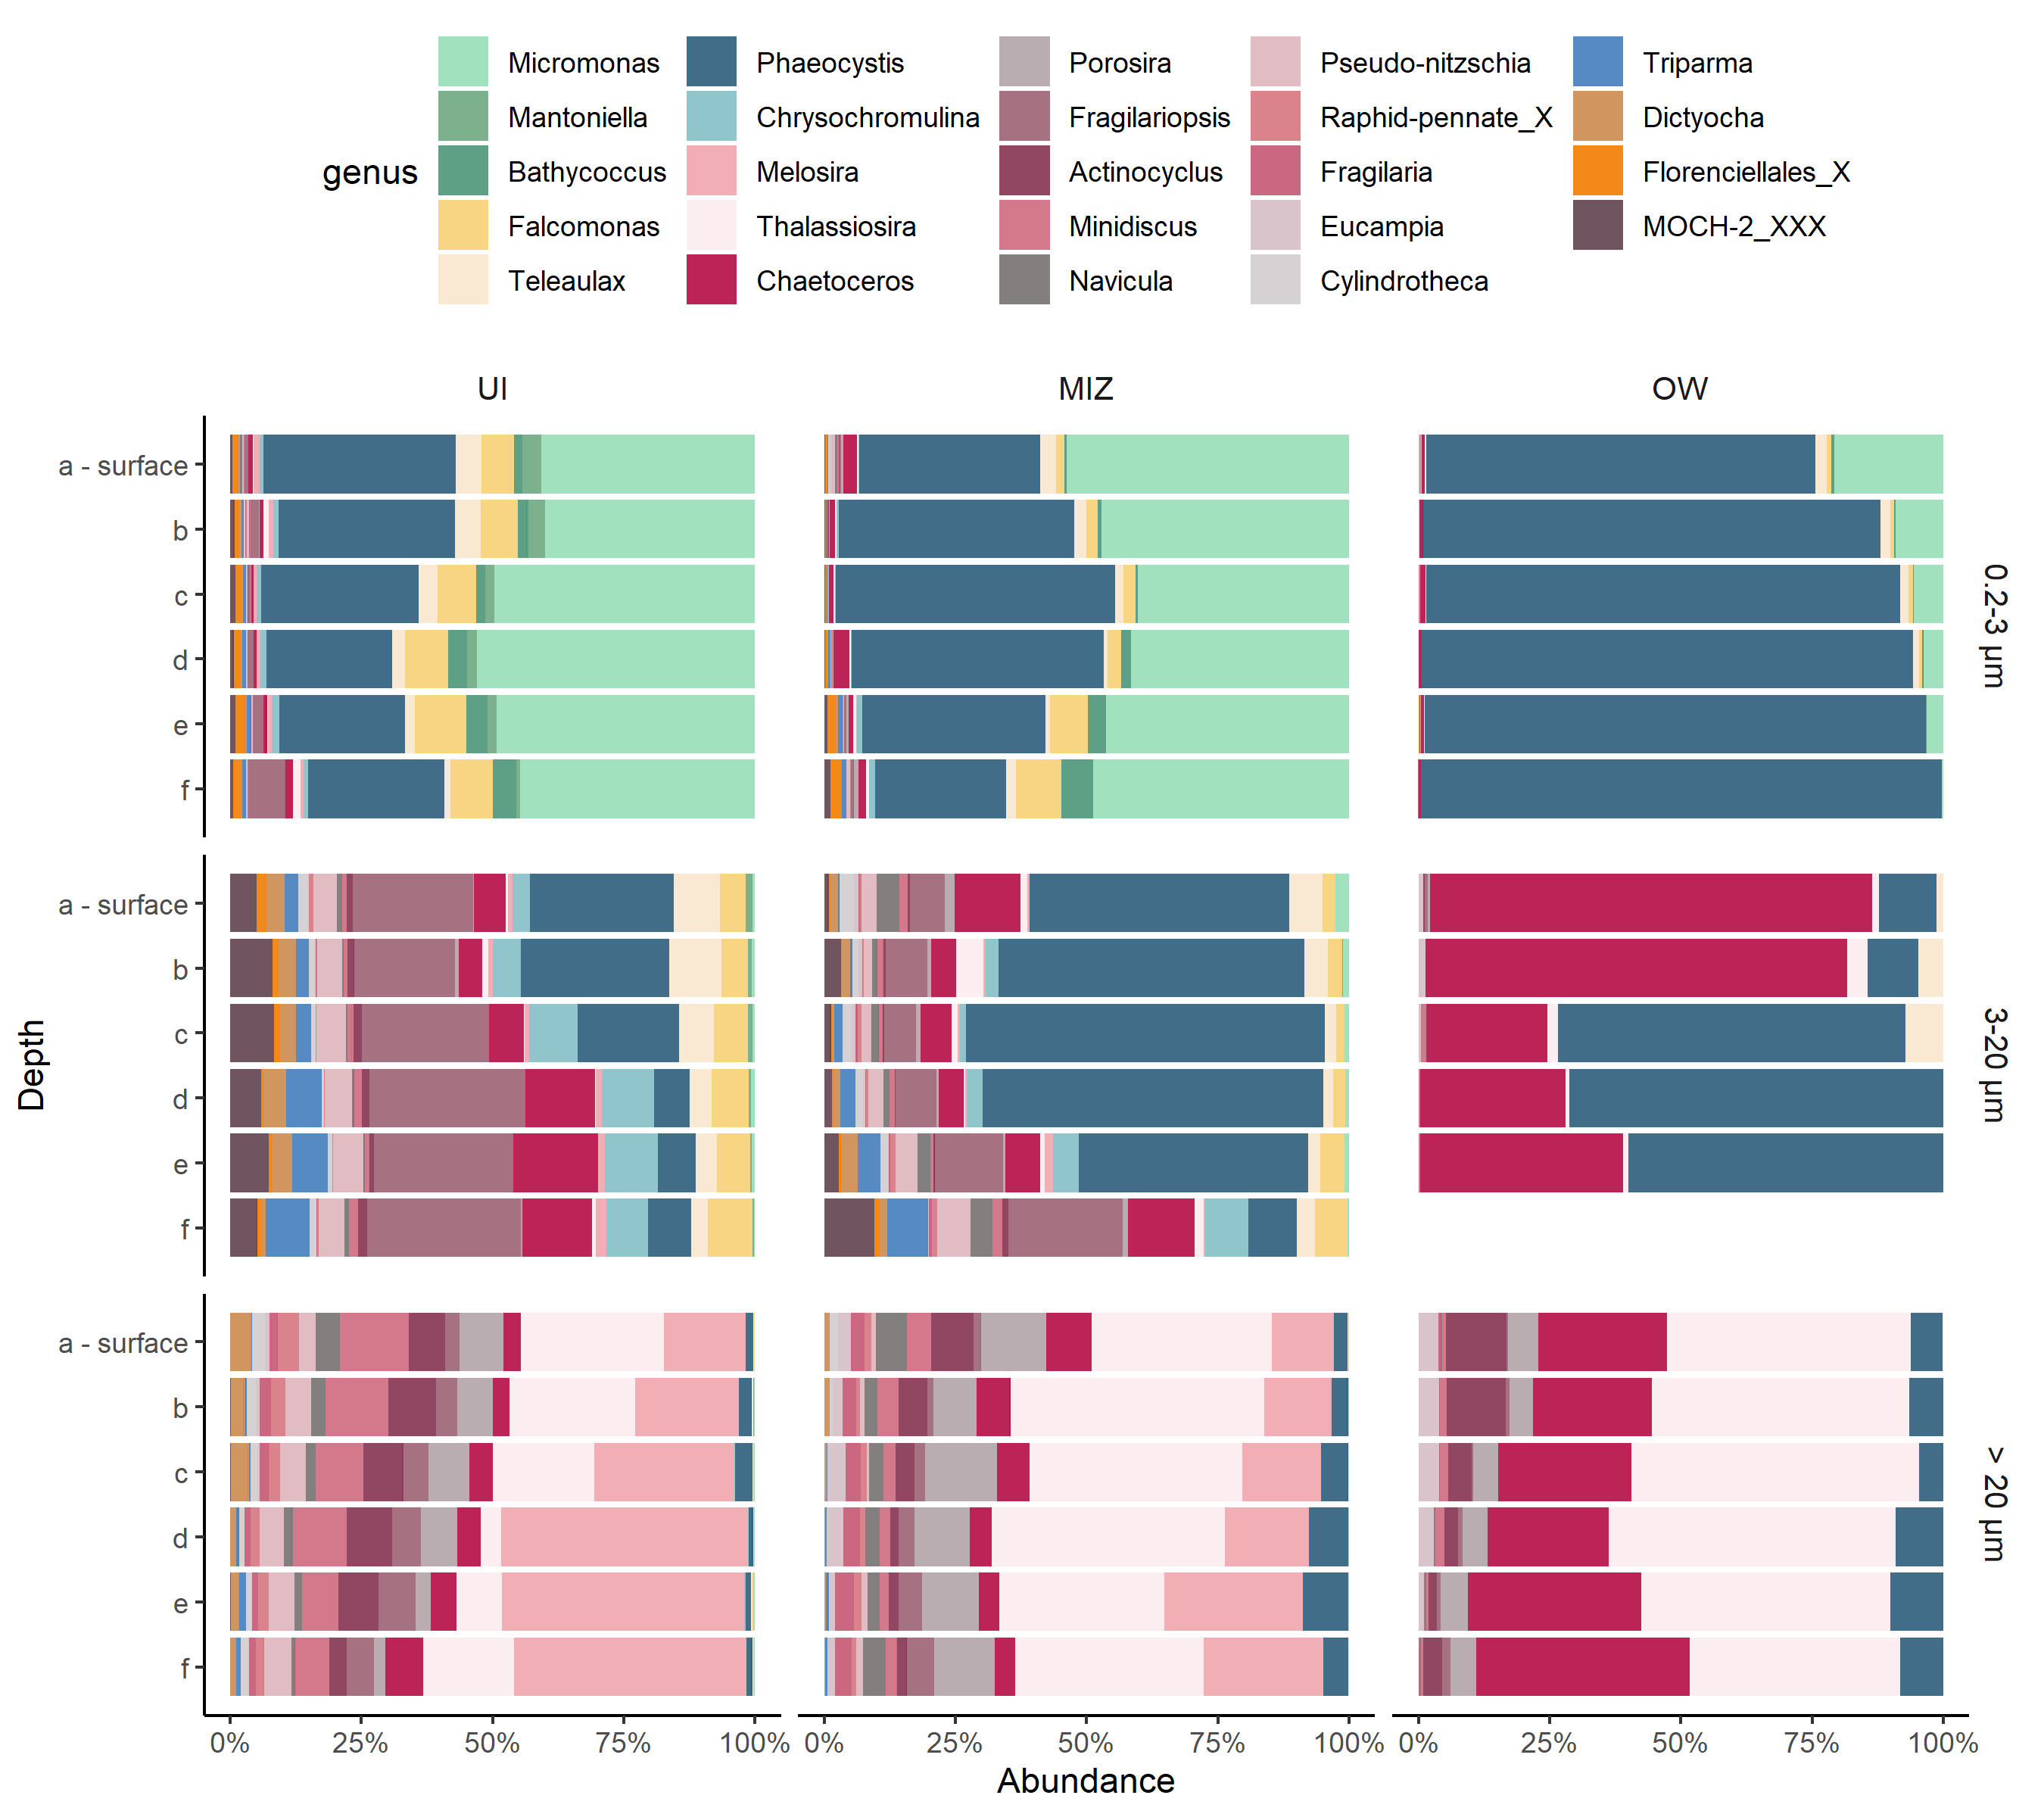 genus
Micromonas
Mantoniella
Bathycoccus
Falcomonas
Teleaulax
Phaeocystis
Chrysochromulina
Melosira
Thalassiosira
Chaetoceros
Porosira
Fragilariopsis
Actinocyclus
Minidiscus
Navicula
Pseudo-nitzschia
Raphid-pennate_X
Fragilaria
Eucampia
Cylindrotheca
Triparma
Dictyocha
Florenciellales_X
MOCH-2_XXX
UI
MIZ
OW
a - surface
b
c
d
e
f
0.2-3 µm
a - surface
b
c
d
e
f
3-20 µm
a - surface
b
c
d
e
f
> 20 µm
Depth
0% 25% 50% 75% 100%
0% 25% 50% 75% 100%
0% 25% 50% 75% 100%
Abundance